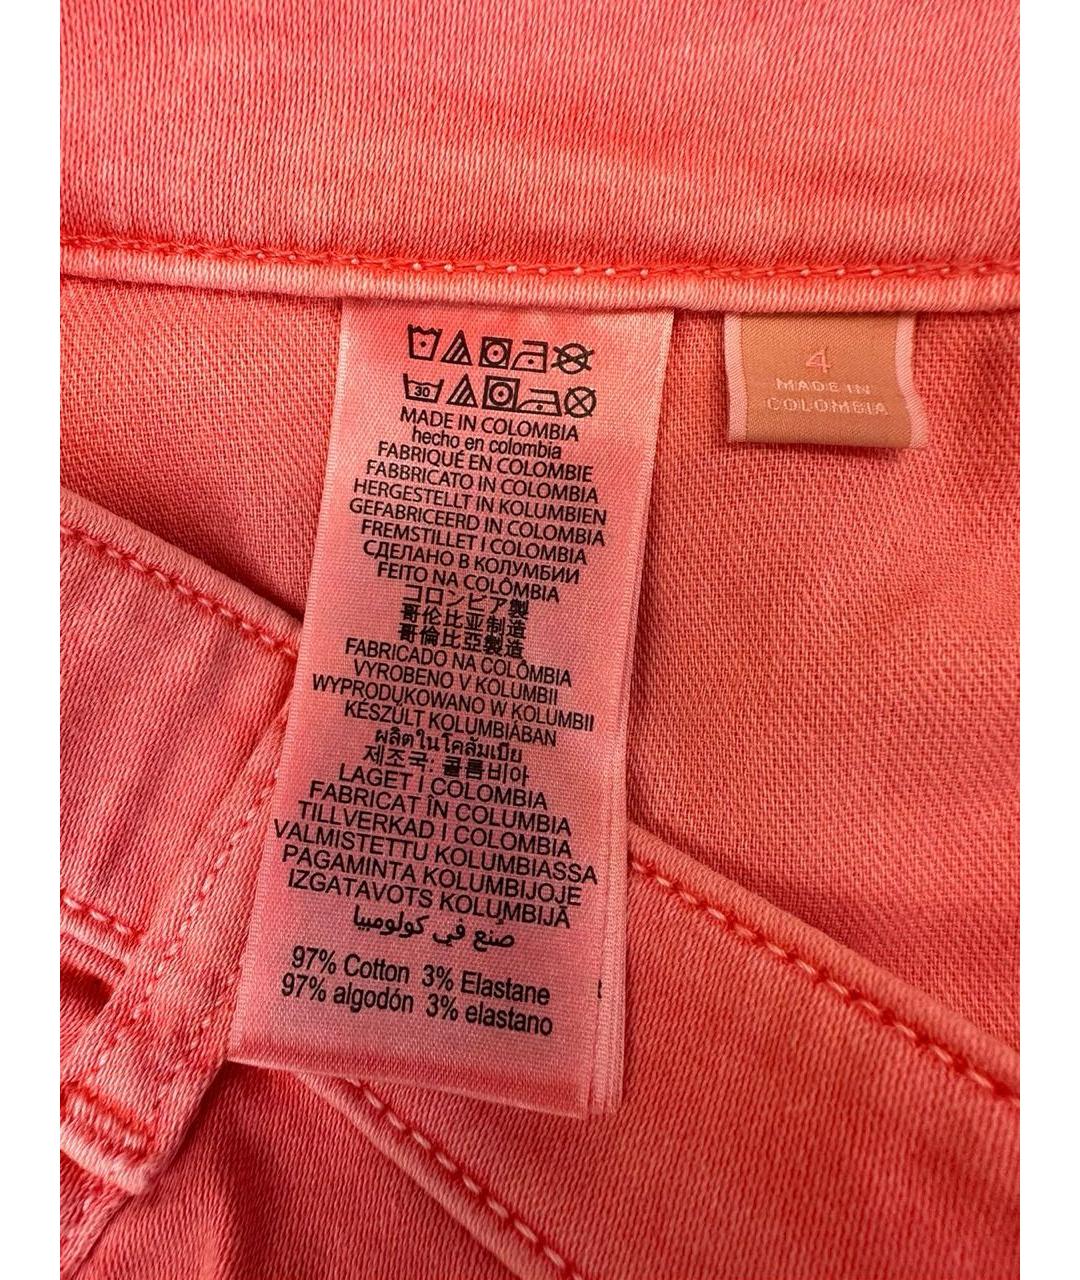 30
MADE IN COLOMBIA
hecho en colombia
FABRIQUÉ EN COLOMBIE
FABBRICATO IN COLOMBIA
HERGESTELLT IN KOLUMBIEN
GEFABRICEERD IN COLOMBIA
FREMSTILLET I COLOMBIA
СДЕЛАНО В КОЛУМБИИ
FEITO NA COLÔMBIA
コロンビア製
哥伦比亚制造
哥倫比亞製造
FABRICADO NA COLÔMBIA
VYROBENO V KOLUMBII
WYPRODUKOWANO W KOLUMBII
KÉSZÜLT KOLUMBIÁBAN
ผลิตในโคลัมเบีย
제조국: 콜롬비아
LAGET I COLOMBIA
FABRICAT ÎN COLUMBIA
TILLVERKAD I COLOMBIA
VALMISTETTU KOLUMBIASSA
PAGAMINTA KOLUMBIJOJE
IZGATAVOTS KOLUMBIJĀ
صنع في كولومبيا
97% Cotton 3% Elastane
97% algodón 3% elastano
4
MADE IN
COLOMBIA